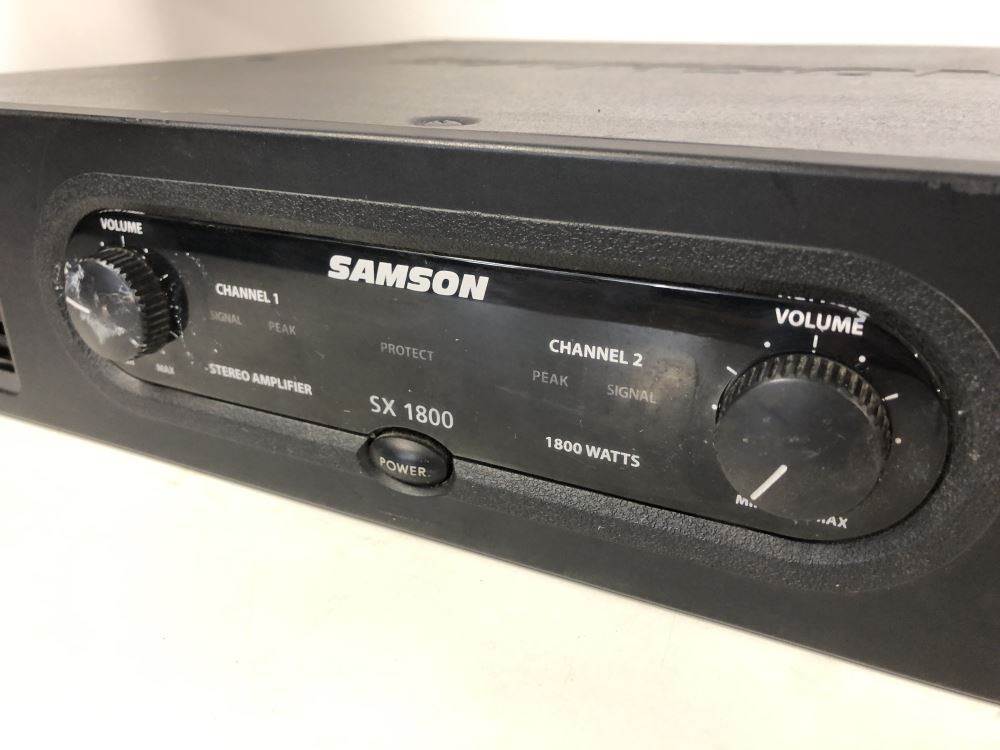 VOLUME
SAMSON
CHANNEL 1
SIGNAL PEAK
MAX
STEREO AMPLIFIER
PROTECT
SX 1800
POWER
CHANNEL 2
PEAK SIGNAL
1800 WATTS
VOLUME